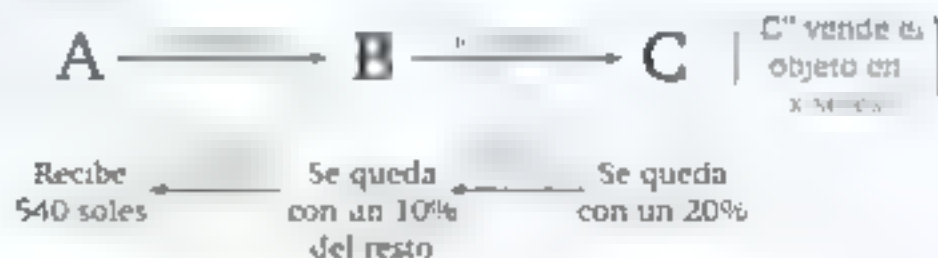 A B C
C" vende el
objeto en
x soles
Recibe Se queda Se queda
540 soles con un 10% con un 20%
del resto